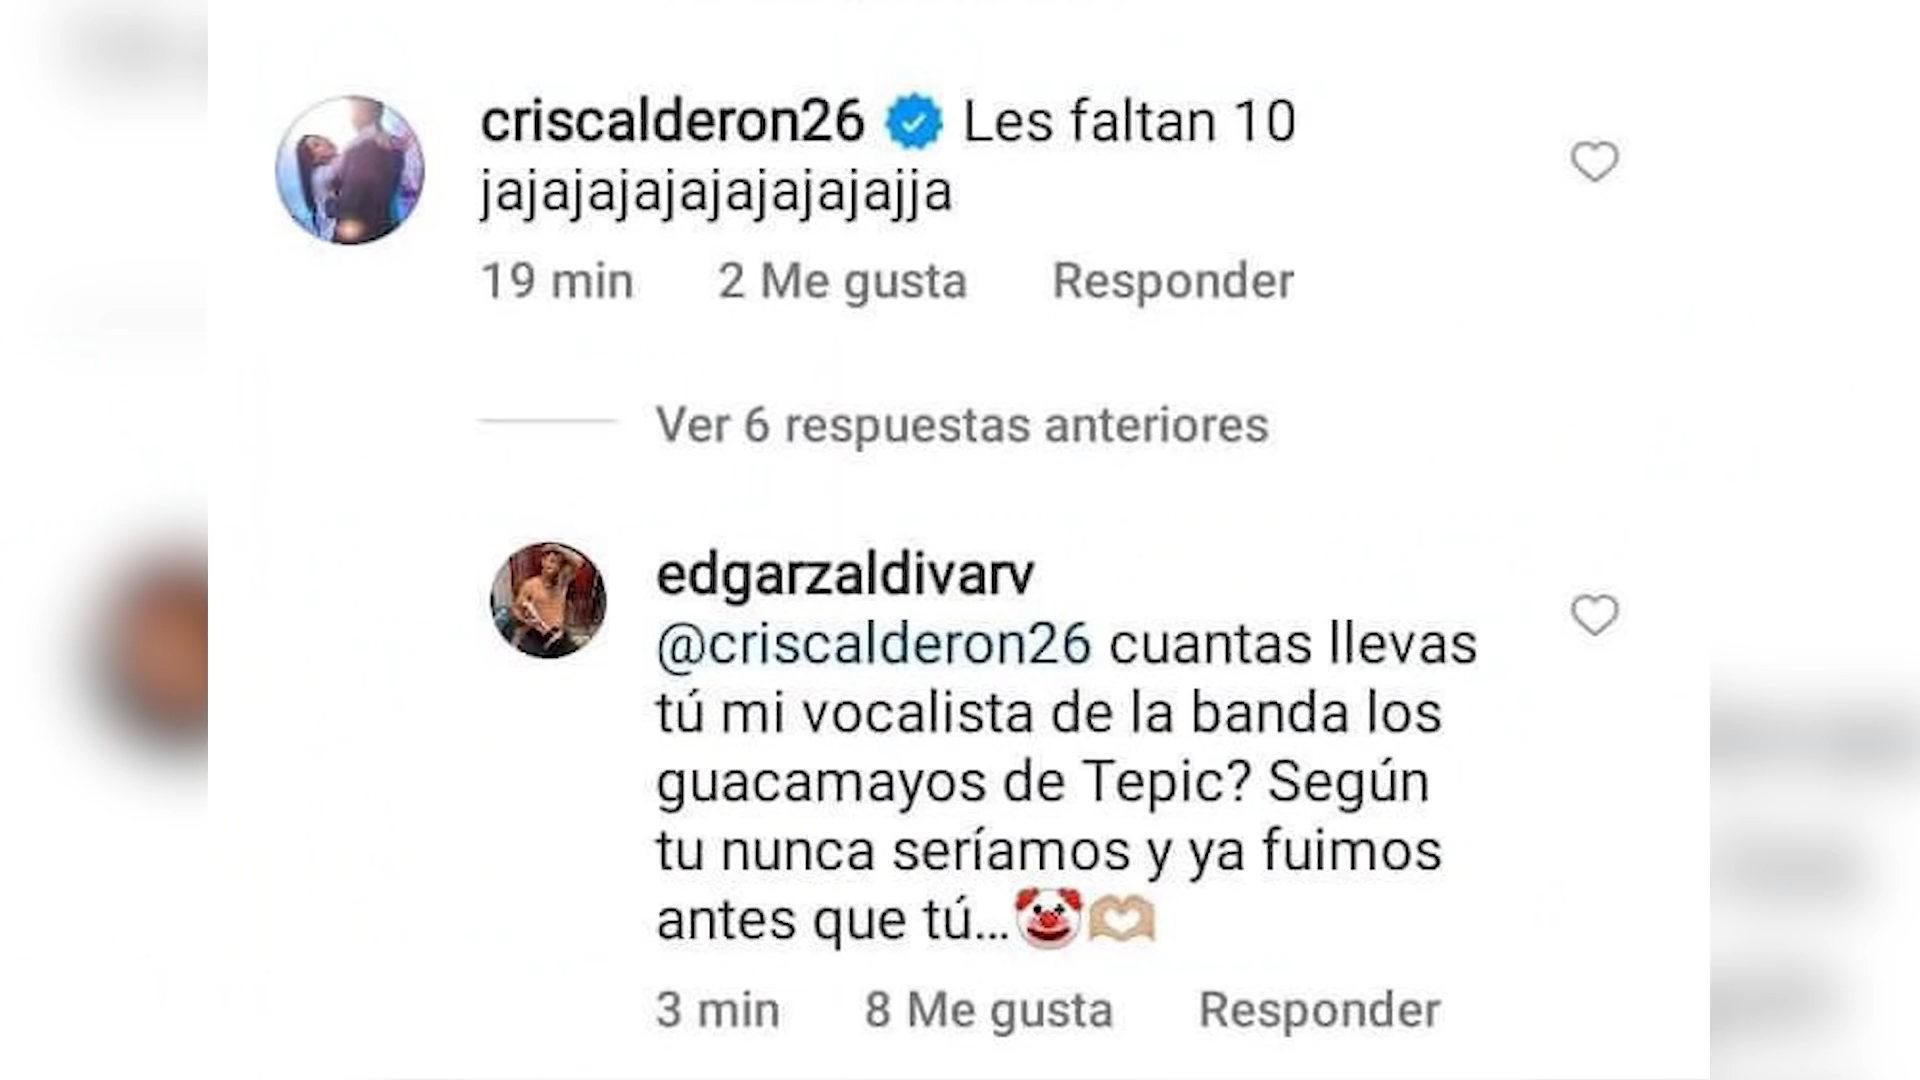 criscalderon26 Les faltan 10
jajajajajajajajajajja
19 min 2 Me gusta Responder
Ver 6 respuestas anteriores
edgarzaldivarv
@criscalderon26 cuantas llevas
tú mi vocalista de la banda los
guacamayos de Tepic? Según
tu nunca seríamos y ya fuimos
antes que tú...🤡🫶🏼
3 min 8 Me gusta Responder